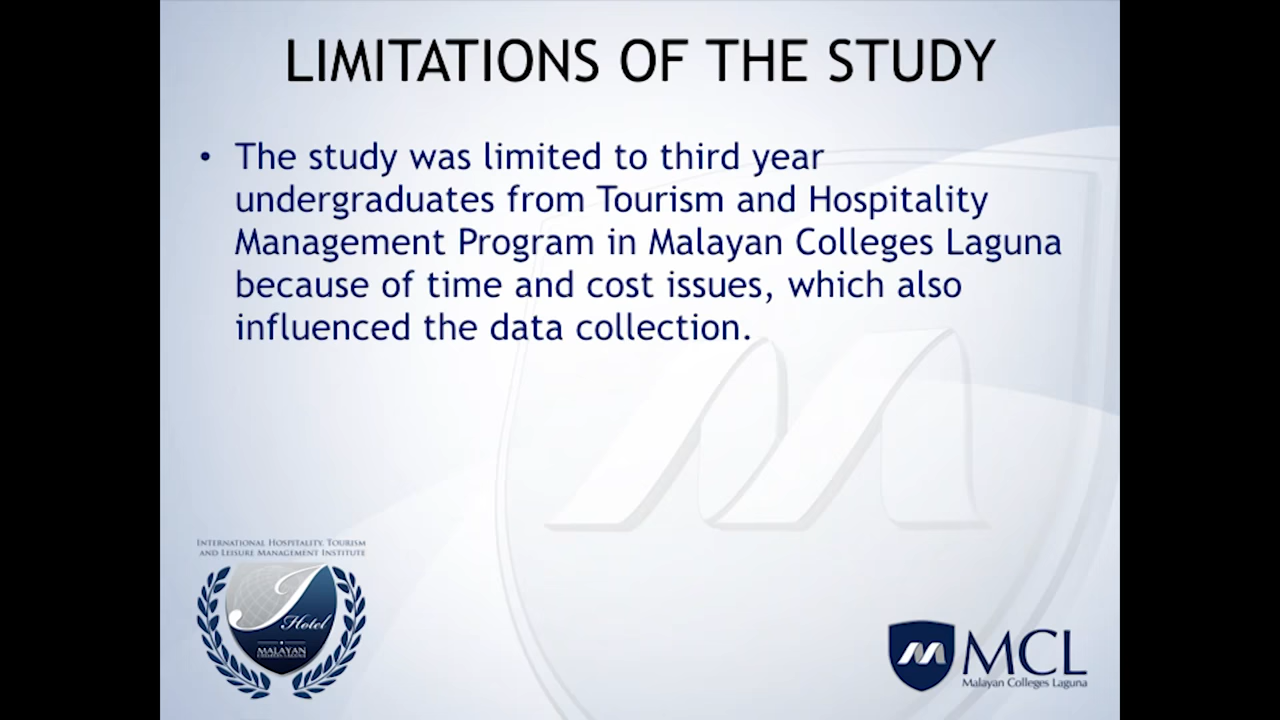 LIMITATIONS OF THE STUDY
• The study was limited to third year
undergraduates from Tourism and Hospitality
Management Program in Malayan Colleges Laguna
because of time and cost issues, which also
influenced the data collection.
INTERNATIONAL HOSPITALITY, TOURISM
AND LEISURE MANAGEMENT INSTITUTE
Hotel
MALAYAN
MCL
Malayan Colleges Laguna